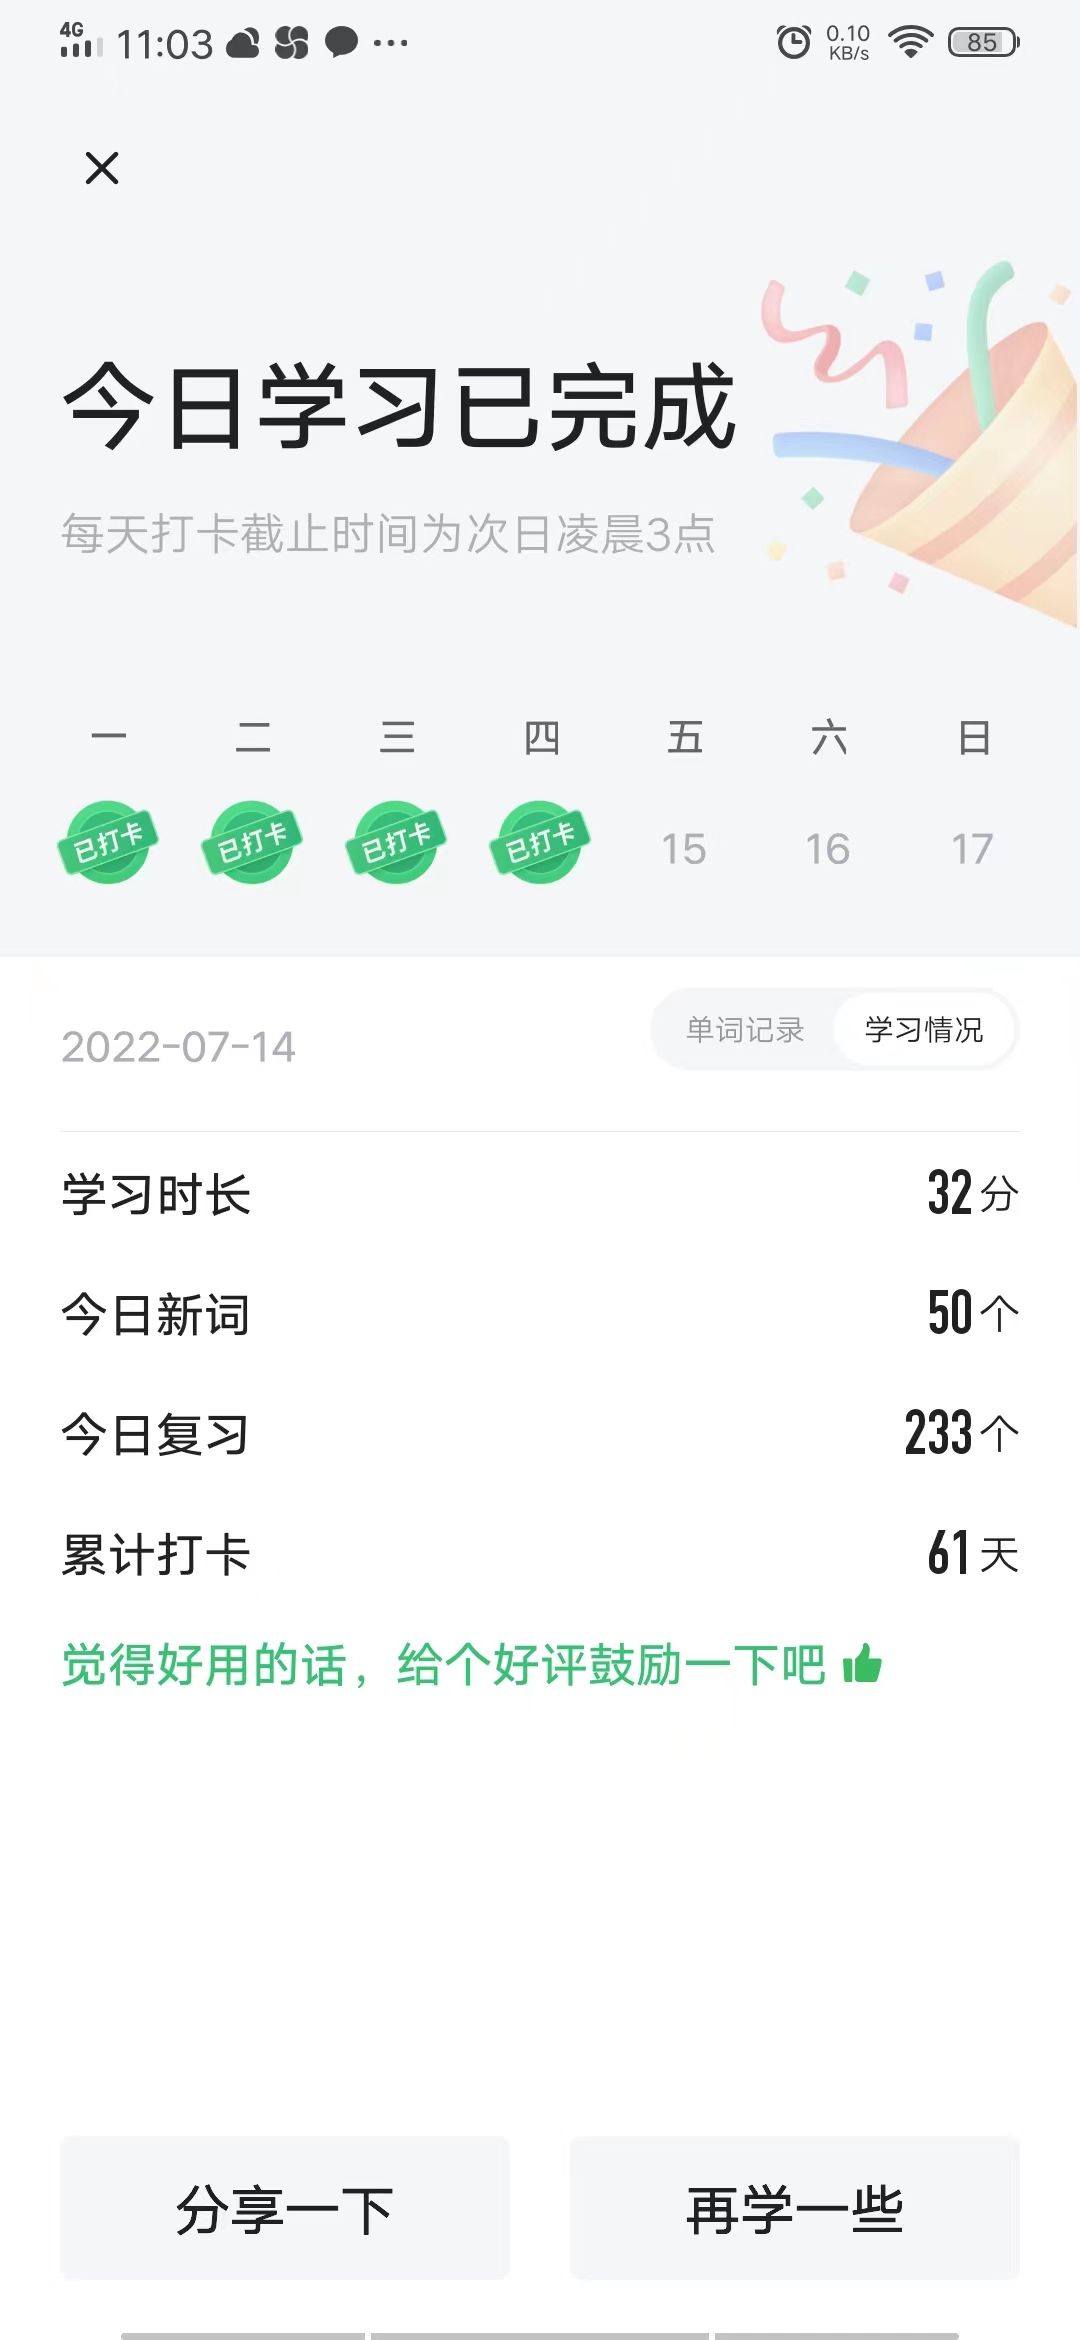 4G 11:03 0.10 KB/s 85
今日学习已完成
每天打卡截止时间为次日凌晨3点
一 二 三 四 五 六 日
已打卡 已打卡 已打卡 已打卡 15 16 17
2022-07-14 单词记录 学习情况
学习时长 32分
今日新词 50个
今日复习 233个
累计打卡 61天
觉得好用的话，给个好评鼓励一下吧
分享一下 再学一些